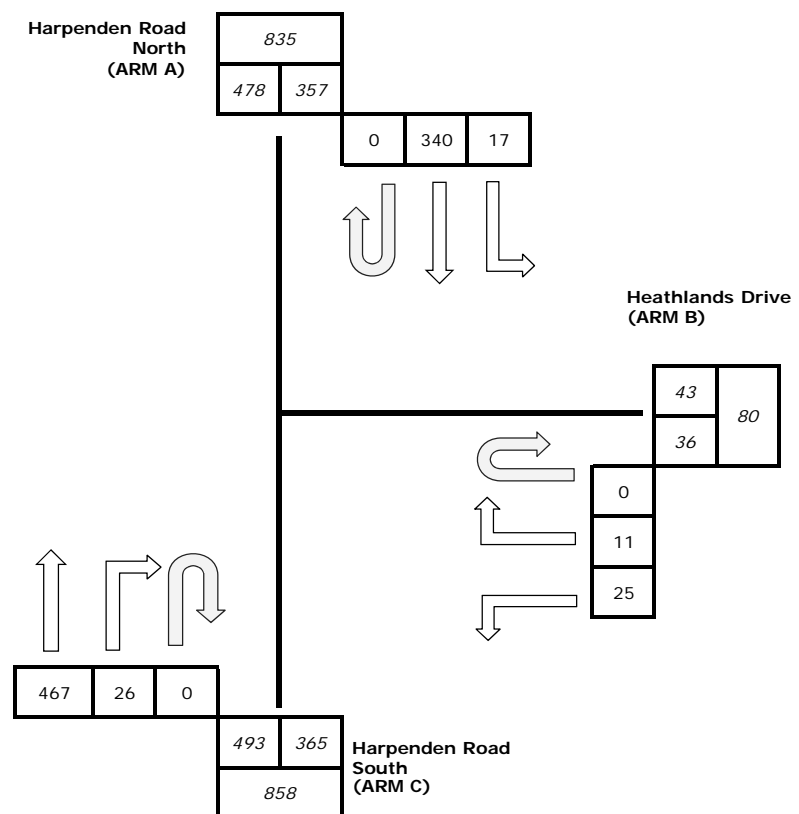 Harpenden Road
North
(ARM A)
835
478 357
0 340 17
Heathlands Drive
(ARM B)
43
80
36
0
11
25
467 26 0
493 365
Harpenden Road
South
(ARM C)
858